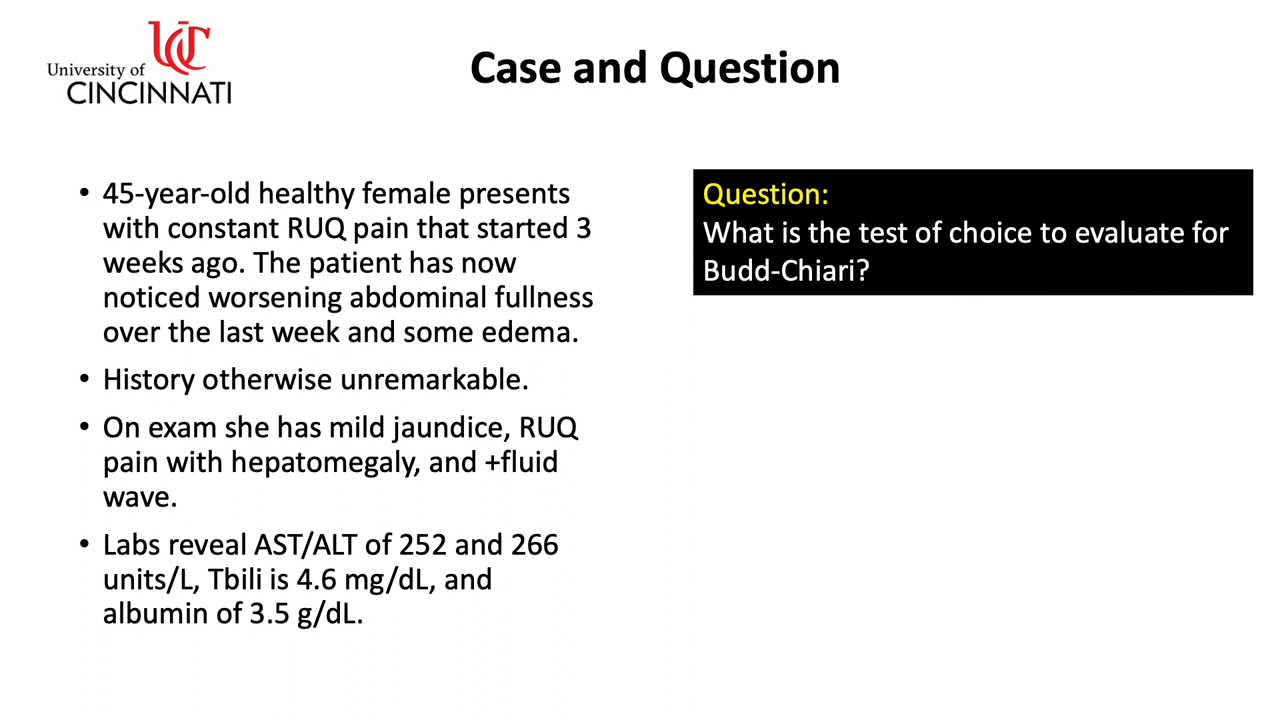 University of
CINCINNATI
Case and Question
• 45-year-old healthy female presents
with constant RUQ pain that started 3
weeks ago. The patient has now
noticed worsening abdominal fullness
over the last week and some edema.
• History otherwise unremarkable.
• On exam she has mild jaundice, RUQ
pain with hepatomegaly, and +fluid
wave.
• Labs reveal AST/ALT of 252 and 266
units/L, Tbili is 4.6 mg/dL, and
albumin of 3.5 g/dL.
Question:
What is the test of choice to evaluate for
Budd-Chiari?